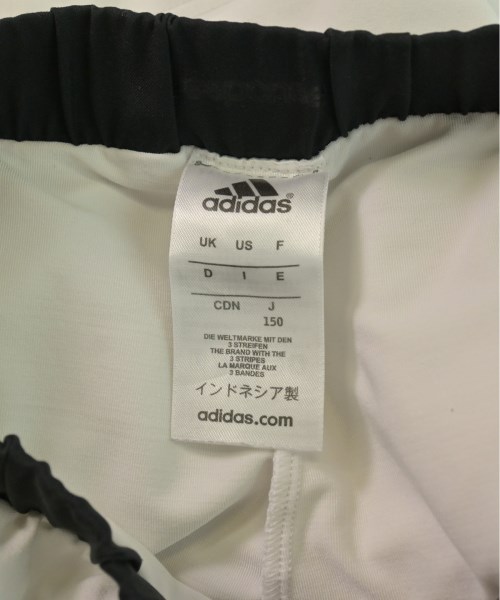 adidas®
UK US F
D I E
CDN J
150
DIE WELTMARKE MIT DEN
3 STREIFEN
THE BRAND WITH THE
3 STRIPES
LA MARQUE AUX
3 BANDES
インドネシア製
adidas.com